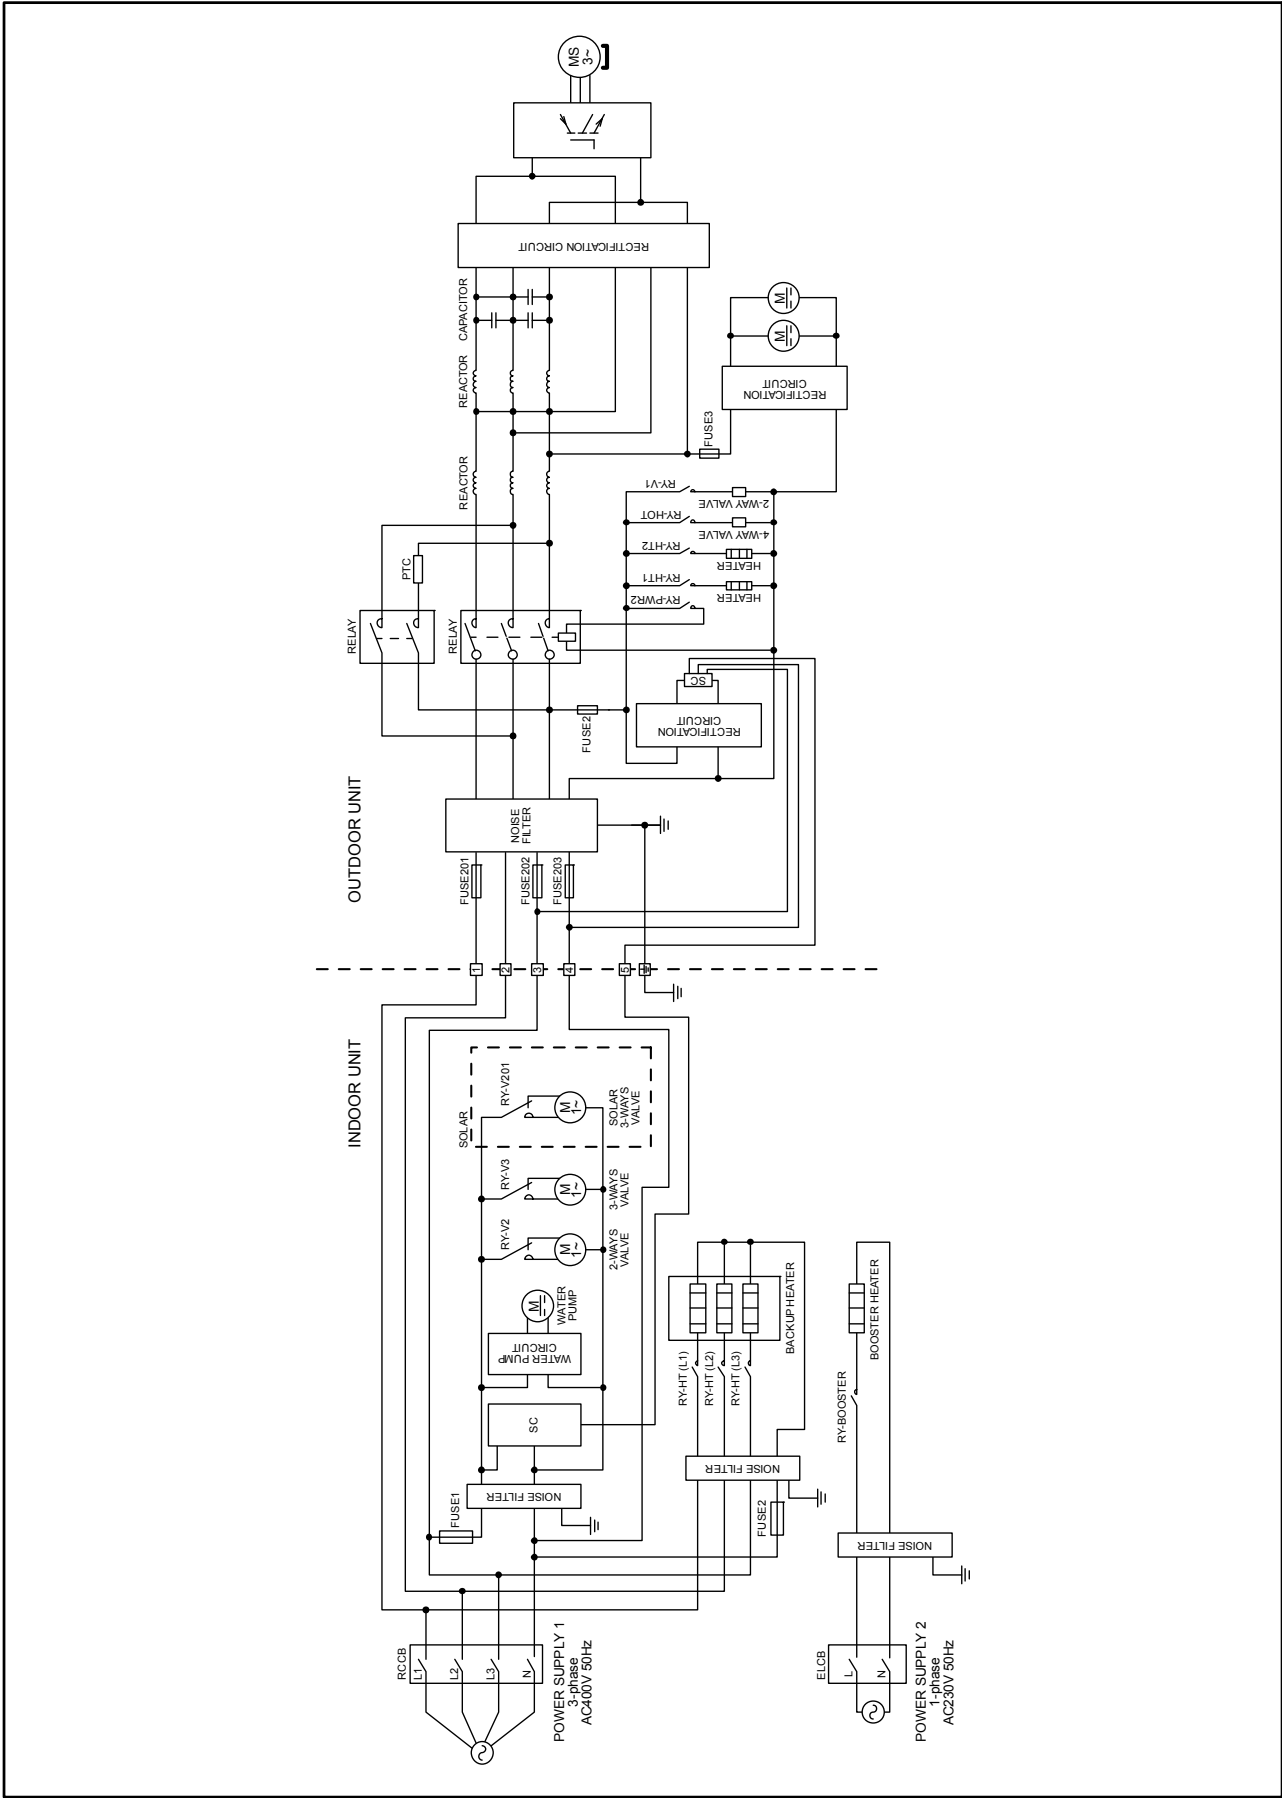 MS
3~
RECTIFICATION CIRCUIT
CAPACITOR
REACTOR
REACTOR
M
M
RECTIFICATION
CIRCUIT
FUSE3
RY-V1
2-WAY VALVE
RY-HOT
4-WAY VALVE
RY-HT2
HEATER
RY-HT1
HEATER
RY-PWR2
PTC
RELAY
RELAY
SC
RECTIFICATION
CIRCUIT
FUSE2
OUTDOOR UNIT
NOISE
FILTER
FUSE201
FUSE202
FUSE203
1
2
3
4
5
INDOOR UNIT
SOLAR
RY-V201
M
1~
SOLAR
3-WAYS
VALVE
RY-V3
M
1~
3-WAYS
VALVE
RY-V2
M
1~
2-WAYS
VALVE
M
WATER
PUMP
WATER PUMP
CIRCUIT
SC
NOISE FILTER
FUSE1
BACKUP HEATER
RY-HT (L1)
RY-HT (L2)
RY-HT (L3)
NOISE FILTER
FUSE2
BOOSTER HEATER
RY-BOOSTER
NOISE FILTER
RCCB
L1
L2
L3
N
POWER SUPPLY 1
3-phase
AC400V 50Hz
ELCB
L
N
POWER SUPPLY 2
1-phase
AC230V 50Hz